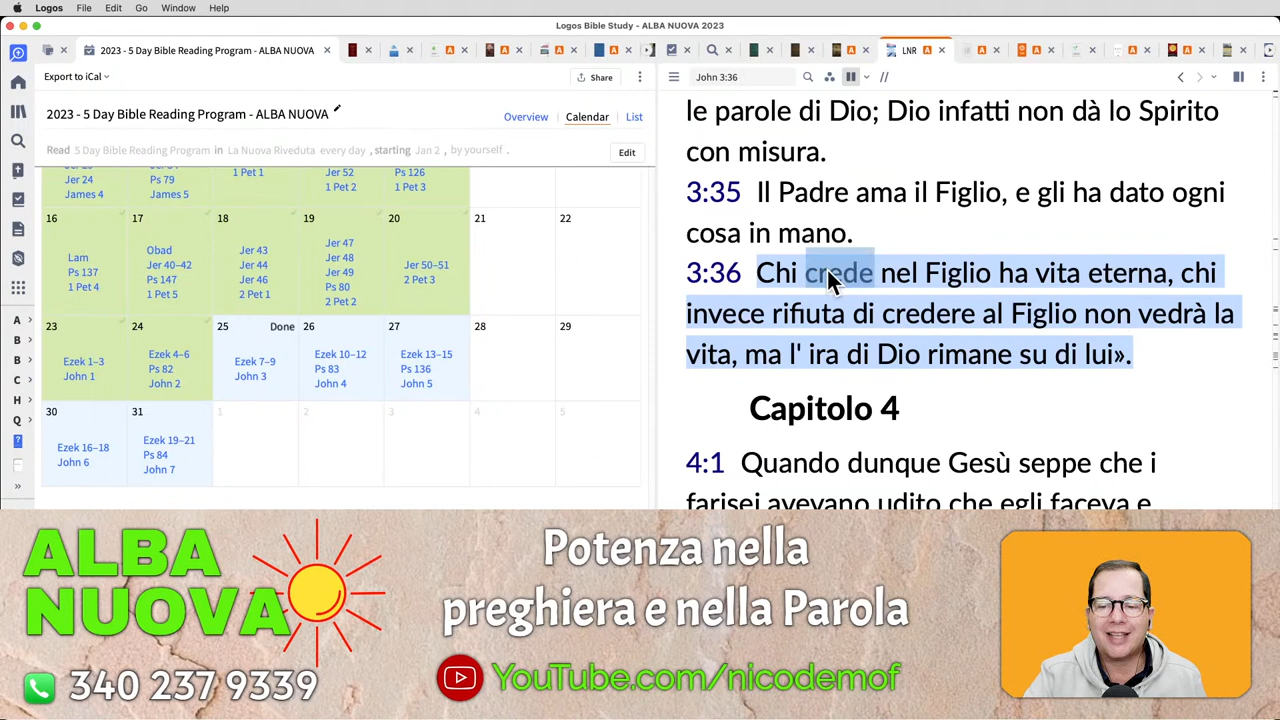 Logos File Edit Go Window Help
Logos Bible Study - ALBA NUOVA 2023
2023 - 5 Day Bible Reading Program - ALBA NUOVA
LNR
Export to iCal
Share
John 3:36
2023 - 5 Day Bible Reading Program - ALBA NUOVA
Overview Calendar List
Read 5 Day Bible Reading Program in La Nuova Riveduta every day , starting Jan 2 , by yourself .
Edit
Jer 24
James 4
Ps 79
James 5
1 Pet 1
Jer 52
1 Pet 2
Ps 126
1 Pet 3
16
Lam
Ps 137
1 Pet 4
17
Obad
Jer 40–42
Ps 147
1 Pet 5
18
Jer 43
Jer 44
Jer 46
2 Pet 1
19
Jer 47
Jer 48
Jer 49
Ps 80
2 Pet 2
20
Jer 50–51
2 Pet 3
21
22
23
Ezek 1–3
John 1
24
Ezek 4–6
Ps 82
John 2
25 Done
Ezek 7–9
John 3
26
Ezek 10–12
Ps 83
John 4
27
Ezek 13–15
Ps 136
John 5
28
29
30
Ezek 16–18
John 6
31
Ezek 19–21
Ps 84
John 7
1
2
3
4
5
A
B
B
C
H
Q
le parole di Dio; Dio infatti non dà lo Spirito
con misura.
3:35 Il Padre ama il Figlio, e gli ha dato ogni
cosa in mano.
3:36 Chi crede nel Figlio ha vita eterna, chi
invece rifiuta di credere al Figlio non vedrà la
vita, ma l' ira di Dio rimane su di lui».
Capitolo 4
4:1 Quando dunque Gesù seppe che i
farisei avevano udito che egli faceva e
ALBA
NUOVA
340 237 9339
Potenza nella
preghiera e nella Parola
YouTube.com/nicodemof